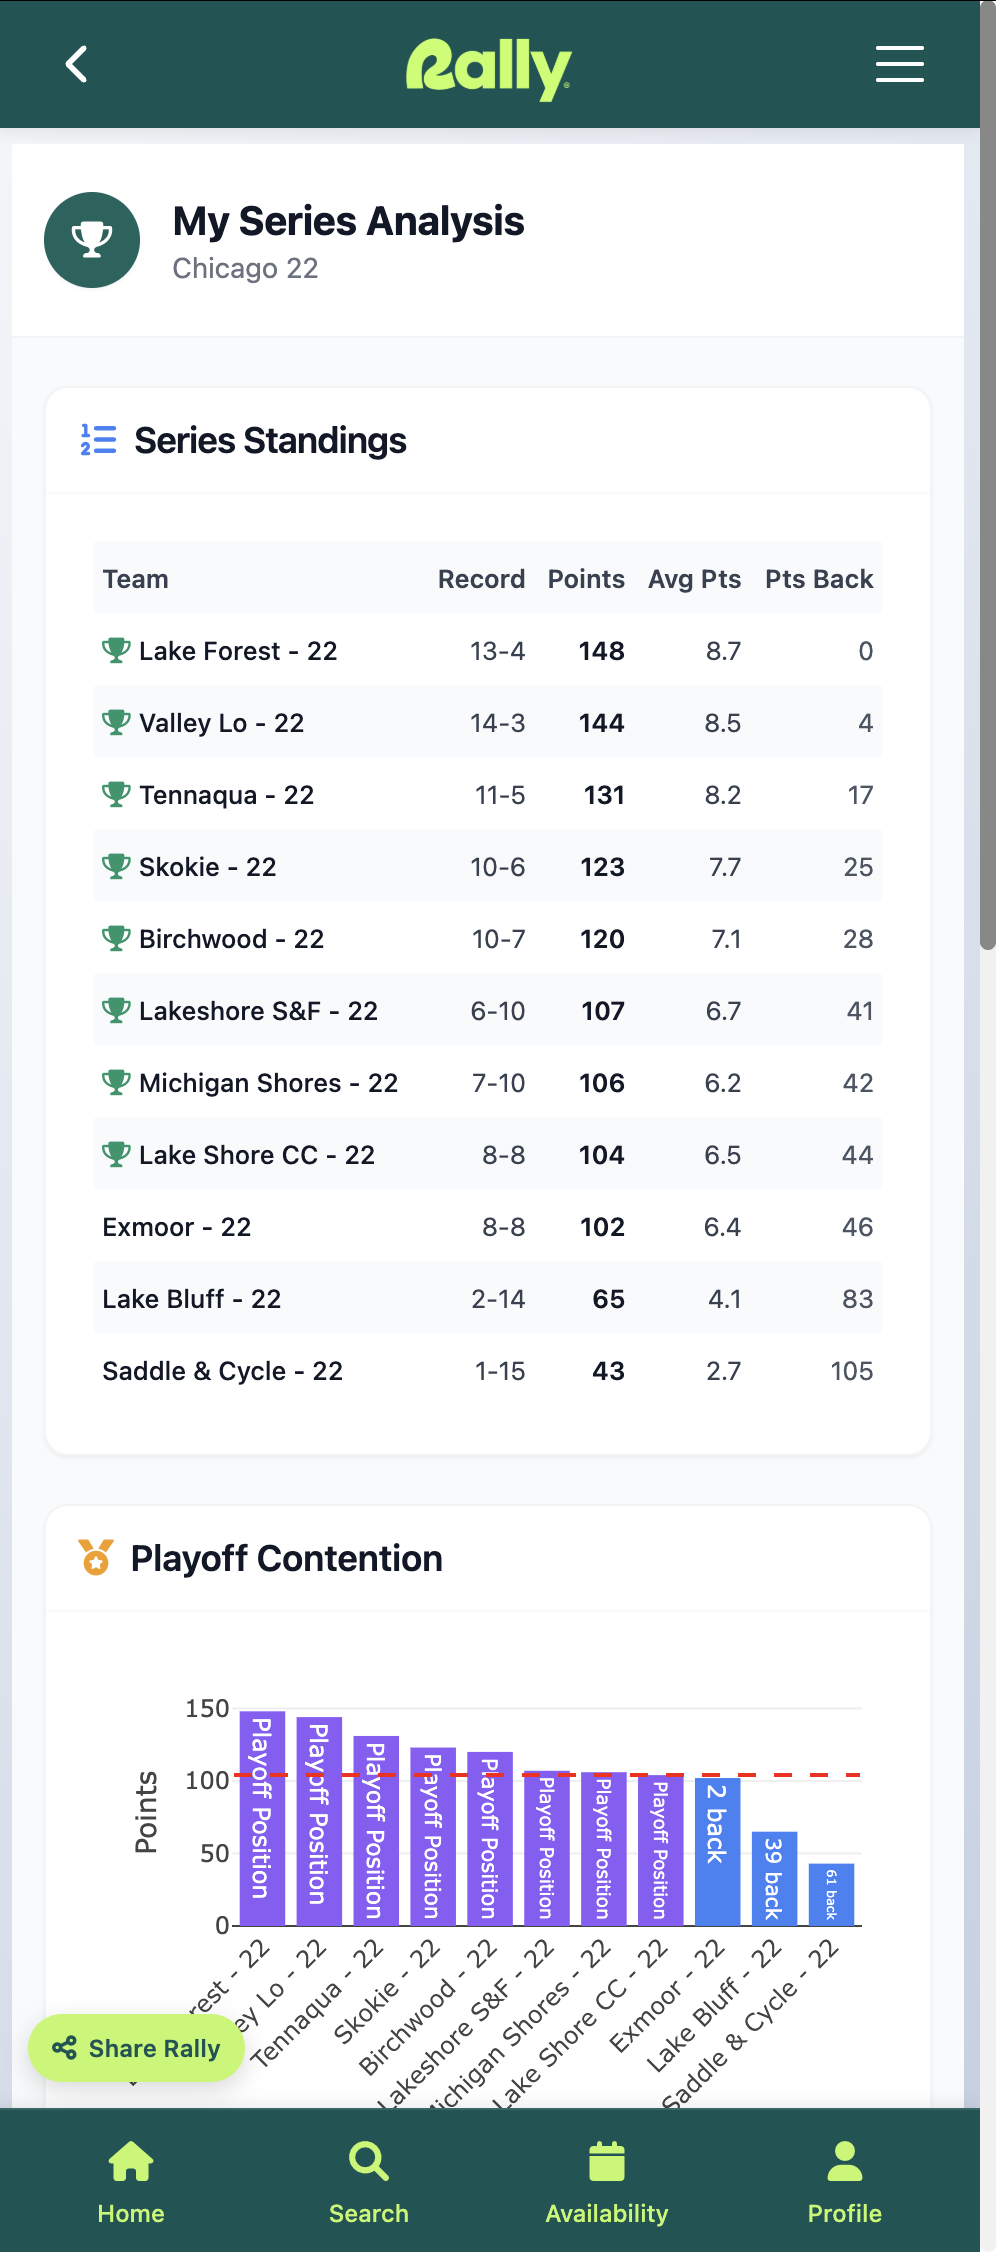 Rally
My Series Analysis
Chicago 22
1
2
Series Standings
Team Record Points Avg Pts Pts Back
Lake Forest - 22 13-4 148 8.7 0
Valley Lo - 22 14-3 144 8.5 4
Tennaqua - 22 11-5 131 8.2 17
Skokie - 22 10-6 123 7.7 25
Birchwood - 22 10-7 120 7.1 28
Lakeshore S&F - 22 6-10 107 6.7 41
Michigan Shores - 22 7-10 106 6.2 42
Lake Shore CC - 22 8-8 104 6.5 44
Exmoor - 22 8-8 102 6.4 46
Lake Bluff - 22 2-14 65 4.1 83
Saddle & Cycle - 22 1-15 43 2.7 105
Playoff Contention
Points
150
100
50
0
Playoff Position
Playoff Position
Playoff Position
Playoff Position
Playoff Position
Playoff Position
Playoff Position
Playoff Position
2 back
39 back
61 back
rest - 22
ey Lo - 22
Tennaqua - 22
Skokie - 22
Birchwood - 22
Lakeshore S&F - 22
ichigan Shores - 22
Lake Shore CC - 22
Exmoor - 22
Lake Bluff - 22
Saddle & Cycle - 22
Share Rally
Home Search Availability Profile